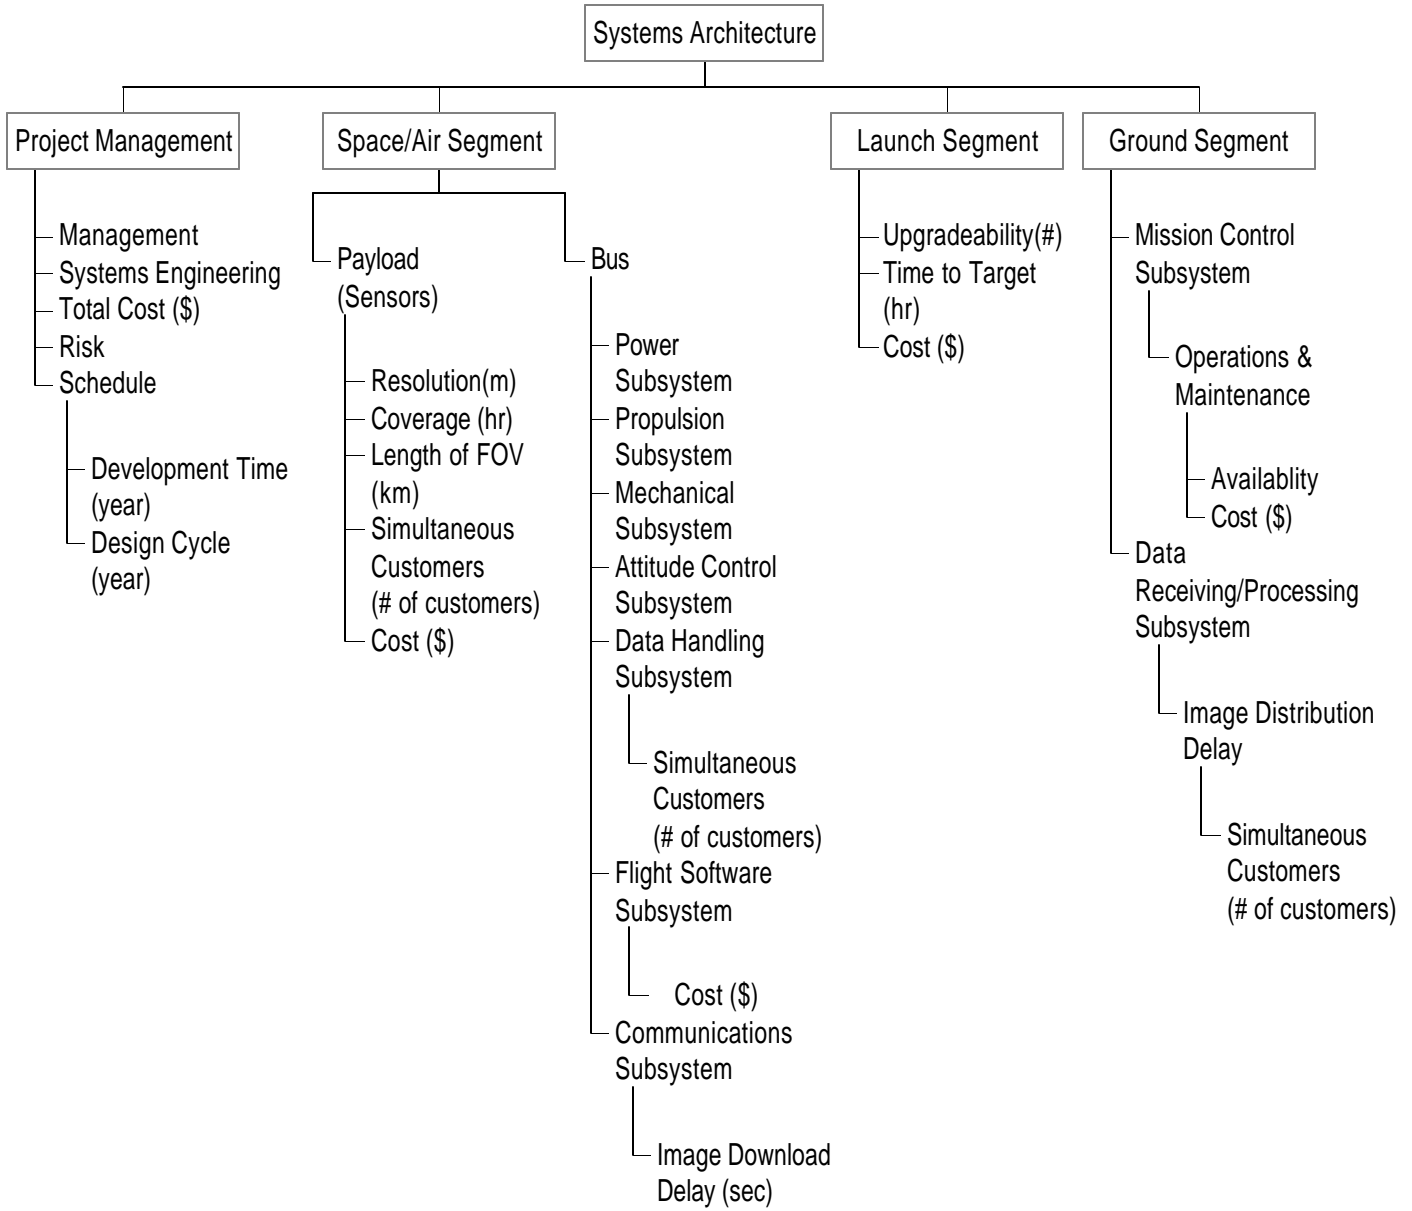 Systems Architecture
Project Management
Space/Air Segment
Launch Segment
Ground Segment
Management
Systems Engineering
Total Cost ($)
Risk
Schedule
Development Time
(year)
Design Cycle
(year)
Payload
(Sensors)
Resolution(m)
Coverage (hr)
Length of FOV
(km)
Simultaneous
Customers
(# of customers)
Cost ($)
Bus
Power
Subsystem
Propulsion
Subsystem
Mechanical
Subsystem
Attitude Control
Subsystem
Data Handling
Subsystem
Simultaneous
Customers
(# of customers)
Flight Software
Subsystem
Cost ($)
Communications
Subsystem
Image Download
Delay (sec)
Upgradeability(#)
Time to Target
(hr)
Cost ($)
Mission Control
Subsystem
Operations &
Maintenance
Availablity
Cost ($)
Data
Receiving/Processing
Subsystem
Image Distribution
Delay
Simultaneous
Customers
(# of customers)